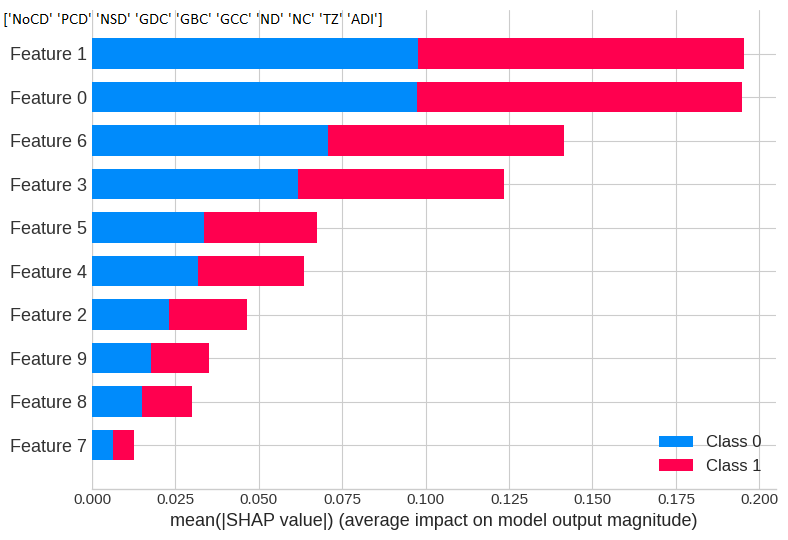 ['NoCD' 'PCD' 'NSD' 'GDC' 'GBC' 'GCC' 'ND' 'NC' 'TZ' 'ADI']
Feature 1
Feature 0
Feature 6
Feature 3
Feature 5
Feature 4
Feature 2
Feature 9
Feature 8
Feature 7
Class 0
Class 1
0.000 0.025 0.050 0.075 0.100 0.125 0.150 0.175 0.200
mean(|SHAP value|) (average impact on model output magnitude)